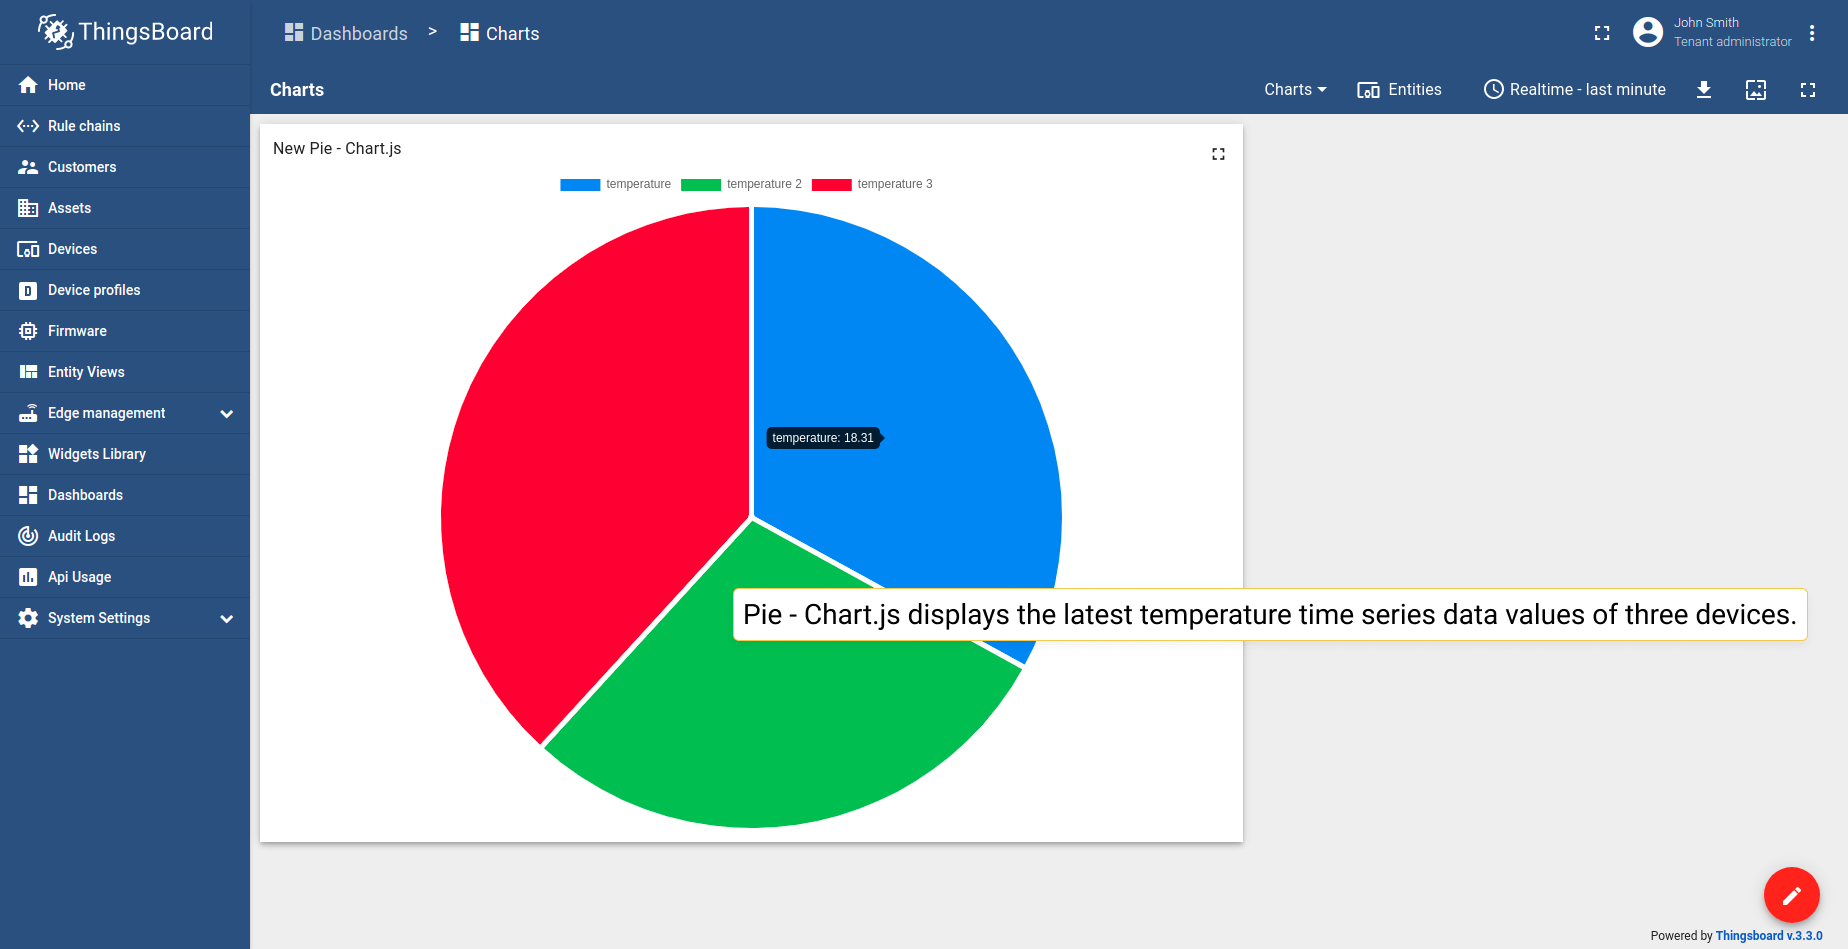 ThingsBoard
Dashboards > Charts
John Smith
Tenant administrator
Charts
Charts
Entities
Realtime - last minute
Home
Rule chains
Customers
Assets
Devices
Device profiles
Firmware
Entity Views
Edge management
Widgets Library
Dashboards
Audit Logs
Api Usage
System Settings
New Pie - Chart.js
temperature
temperature 2
temperature 3
temperature: 18.31
Pie - Chart.js displays the latest temperature time series data values of three devices.
Powered by Thingsboard v.3.3.0